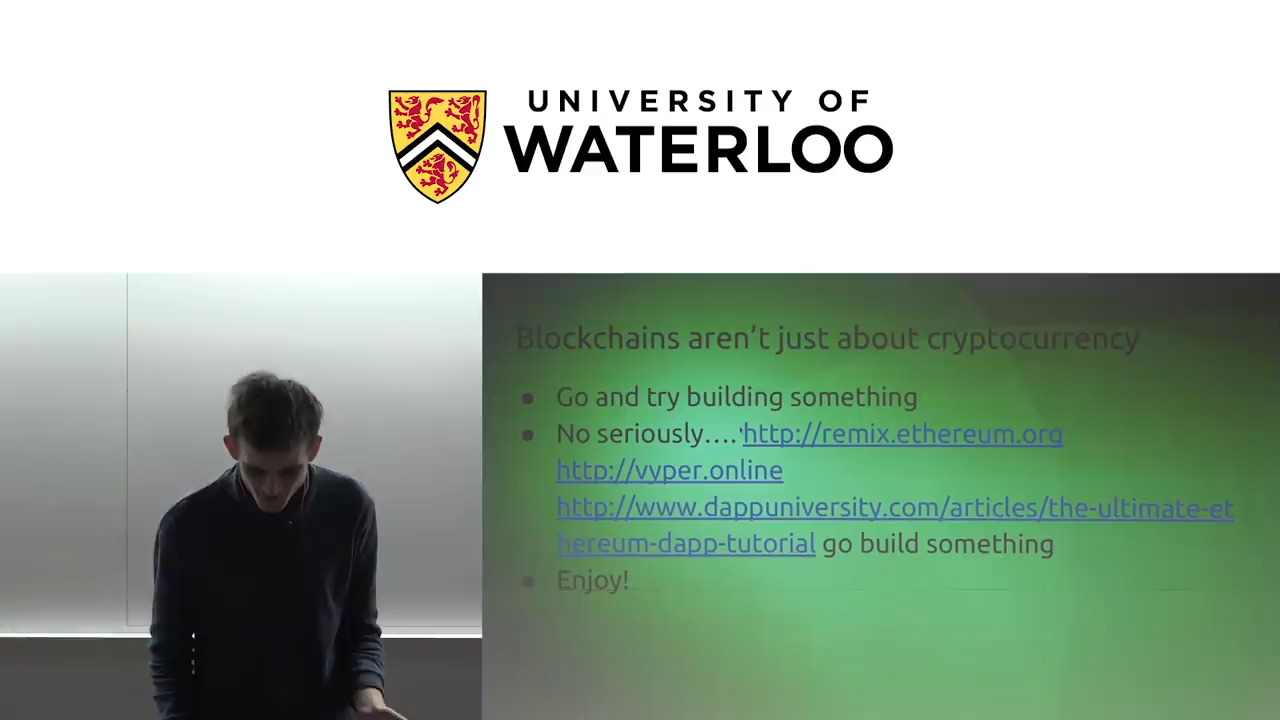 UNIVERSITY OF
WATERLOO
Blockchains aren't just about cryptocurrency
● Go and try building something
● No seriously....'http://remix.ethereum.org
http://vyper.online
http://www.dappuniversity.com/articles/the-ultimate-et
hereum-dapp-tutorial go build something
● Enjoy!